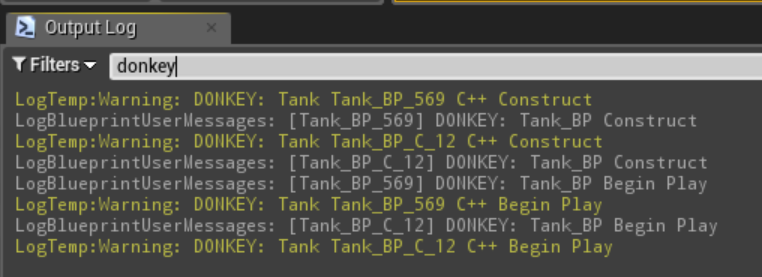 Output Log
Filters donkey
LogTemp:Warning: DONKEY: Tank Tank_BP_569 C++ Construct
LogBlueprintUserMessages: [Tank_BP_569] DONKEY: Tank_BP Construct
LogTemp:Warning: DONKEY: Tank Tank_BP_C_12 C++ Construct
LogBlueprintUserMessages: [Tank_BP_C_12] DONKEY: Tank_BP Construct
LogBlueprintUserMessages: [Tank_BP_569] DONKEY: Tank_BP Begin Play
LogTemp:Warning: DONKEY: Tank Tank_BP_569 C++ Begin Play
LogBlueprintUserMessages: [Tank_BP_C_12] DONKEY: Tank_BP Begin Play
LogTemp:Warning: DONKEY: Tank Tank_BP_C_12 C++ Begin Play